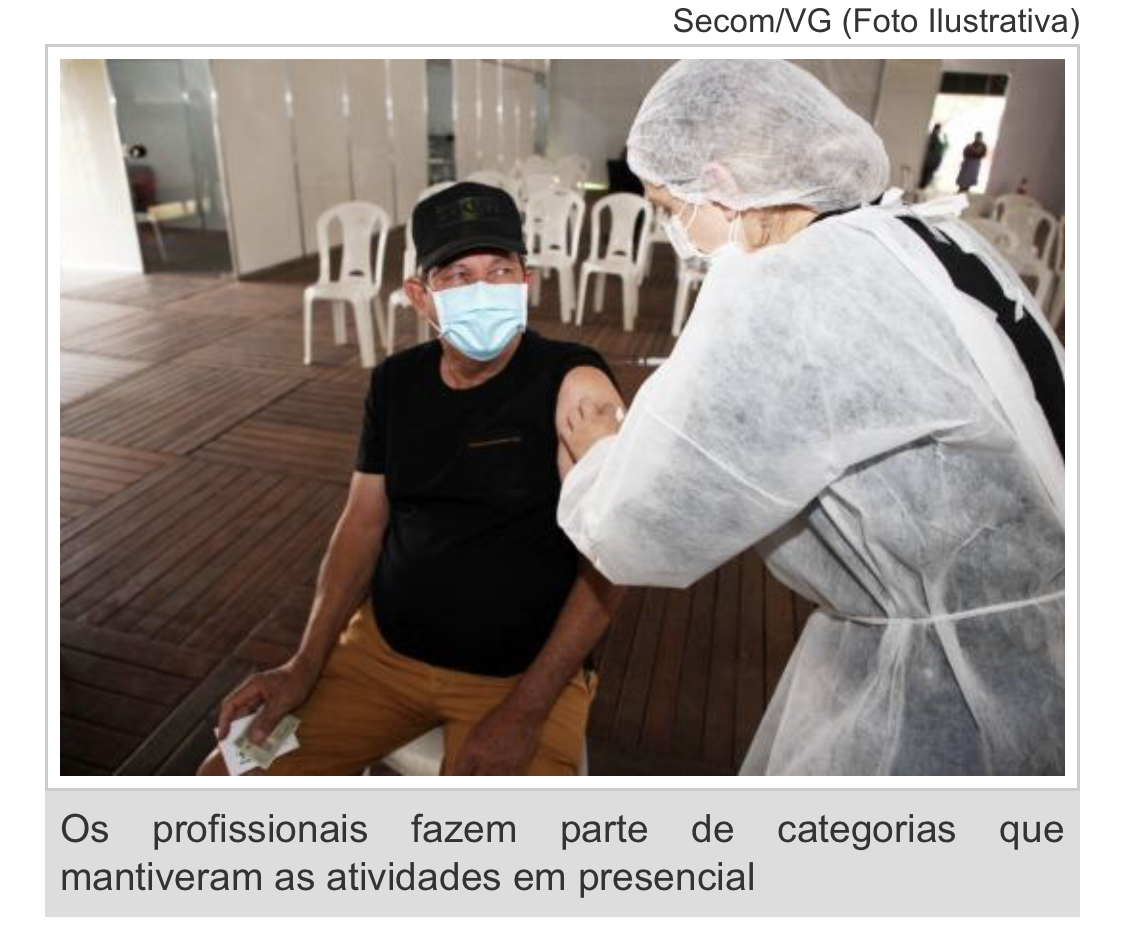 Secom/VG (Foto Ilustrativa)
Os profissionais fazem parte de categorias que
mantiveram as atividades em presencial